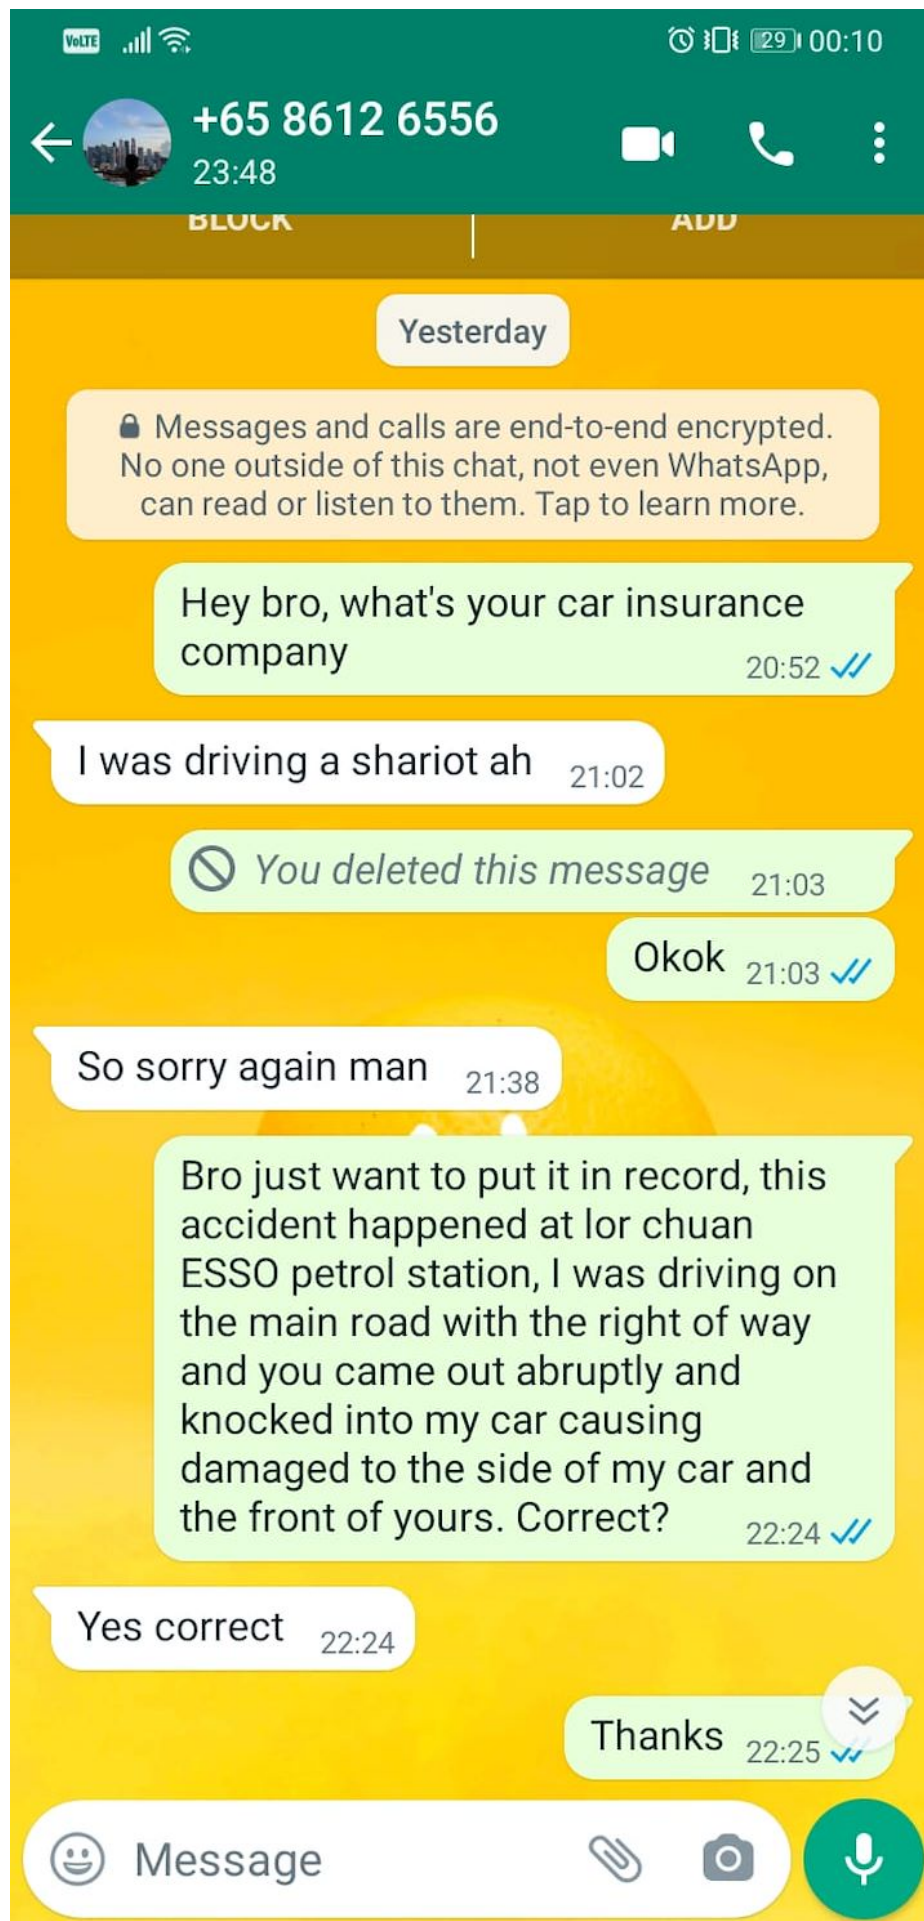 VoLTE 29 00:10
+65 8612 6556
23:48
BLOCK ADD
Yesterday
Messages and calls are end-to-end encrypted.
No one outside of this chat, not even WhatsApp,
can read or listen to them. Tap to learn more.
Hey bro, what's your car insurance
company 20:52
I was driving a shariot ah 21:02
You deleted this message 21:03
Okok 21:03
So sorry again man 21:38
Bro just want to put it in record, this
accident happened at lor chuan
ESSO petrol station, I was driving on
the main road with the right of way
and you came out abruptly and
knocked into my car causing
damaged to the side of my car and
the front of yours. Correct? 22:24
Yes correct 22:24
Thanks 22:25
Message